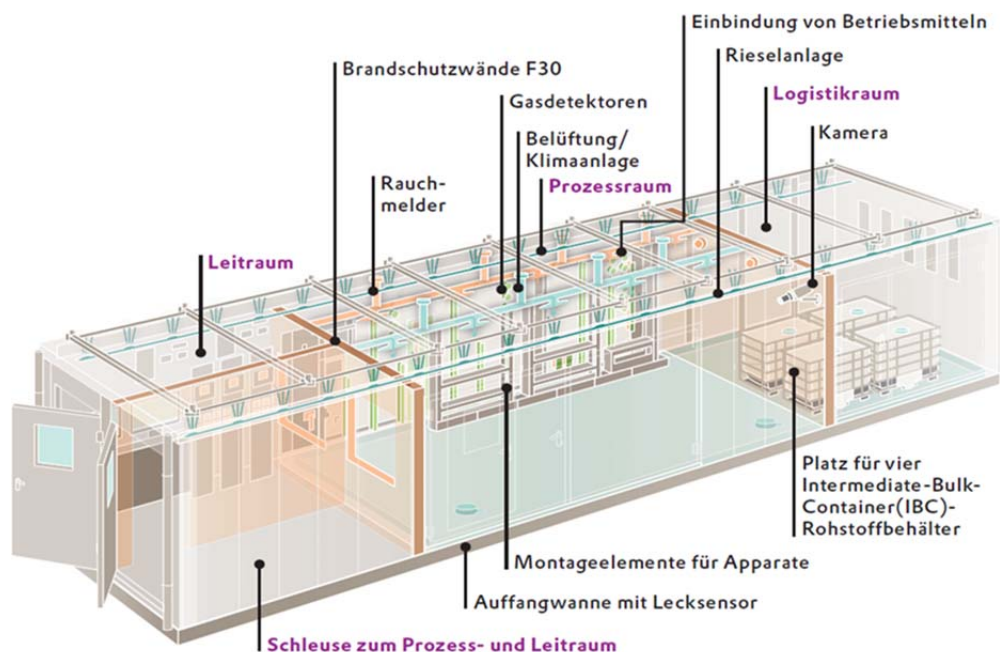 Einbindung von Betriebsmitteln
Rieselanlage
Brandschutzwände F30
Logistikraum
Gasdetektoren
Kamera
Belüftung/
Klimaanlage
Rauch-
melder
Prozessraum
Leitraum
Platz für vier
Intermediate-Bulk-
Container(IBC)-
Rohstoffbehälter
Montageelemente für Apparate
Auffangwanne mit Lecksensor
Schleuse zum Prozess- und Leitraum